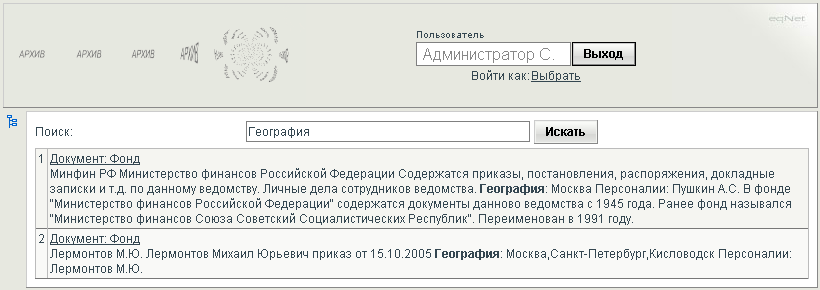 АРХИВ АРХИВ АРХИВ АРХИВ
eqNet
Пользователь
Администратор С. Выход
Войти как: Выбрать
Поиск: География Искать
1 Документ: Фонд
Минфин РФ Министерство финансов Российской Федерации Содержатся приказы, постановления, распоряжения, докладные
записки и т.д. по данному ведомству. Личные дела сотрудников ведомства. География: Москва Персоналии: Пушкин А.С. В фонде
"Министерство финансов Российской Федерации" содержатся документы данново ведомства с 1945 года. Ранее фонд назывался
"Министерство финансов Союза Советский Социалистических Республик". Переименован в 1991 году.
2 Документ: Фонд
Лермонтов М.Ю. Лермонтов Михаил Юрьевич приказ от 15.10.2005 География: Москва,Санкт-Петербург,Кисловодск Персоналии:
Лермонтов М.Ю.